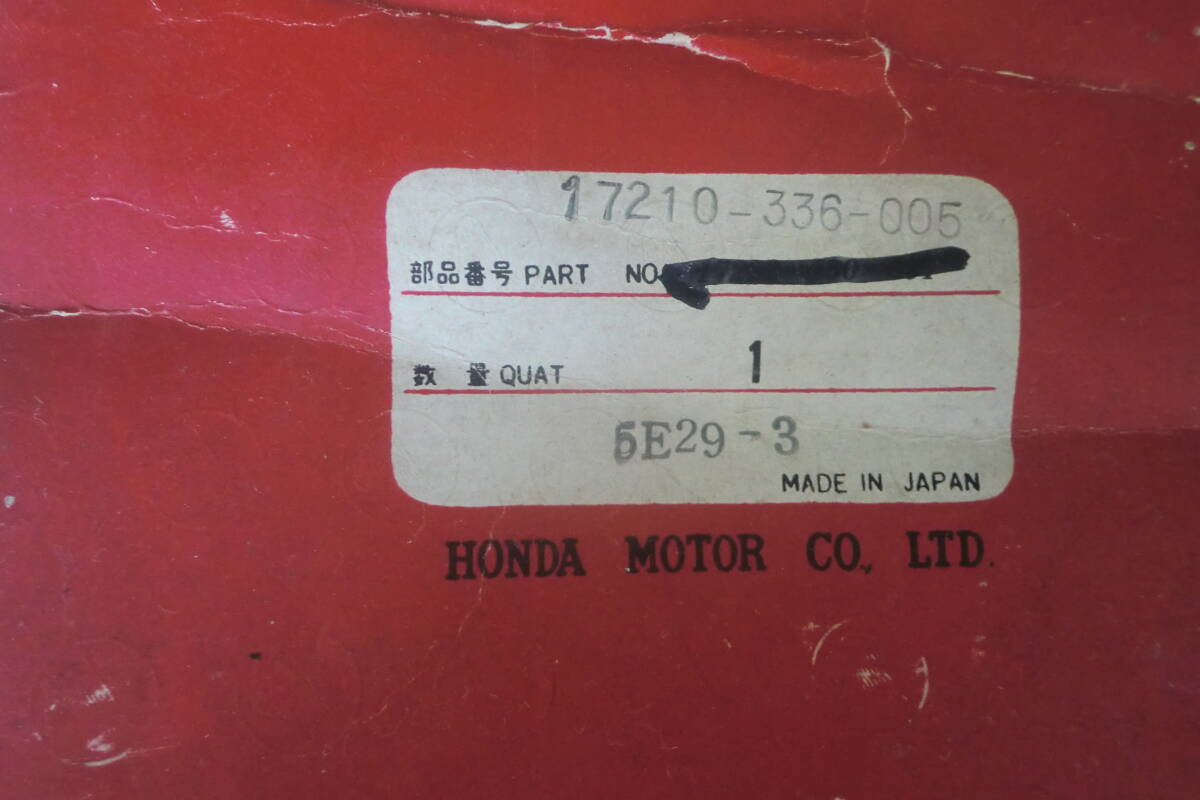 17210-336-005
部品番号 PART NO
数量 QUAT 1
5E29-3
MADE IN JAPAN
HONDA MOTOR CO., LTD.